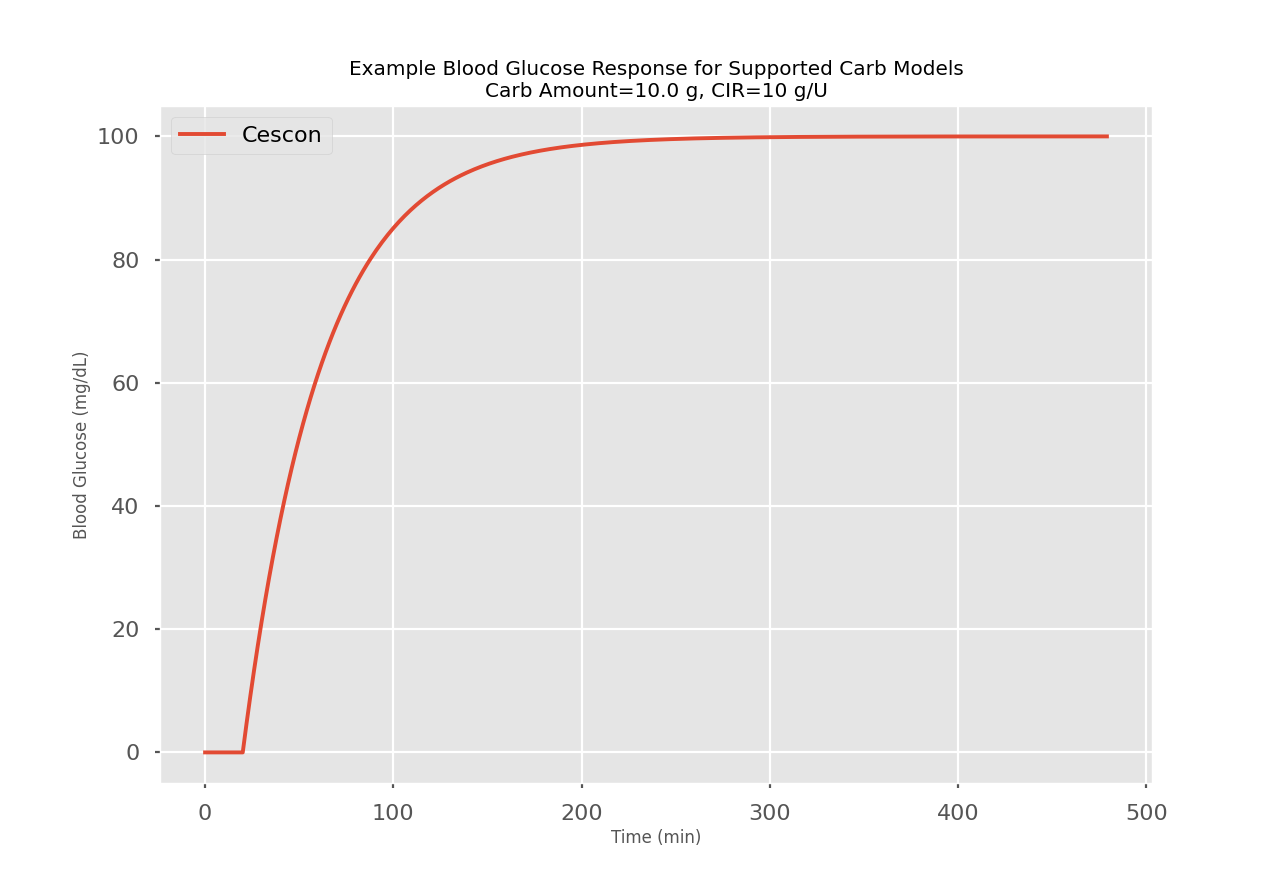 Example Blood Glucose Response for Supported Carb Models
Carb Amount=10.0 g, CIR=10 g/U
Cescon
100
80
60
40
20
0
Blood Glucose (mg/dL)
0 100 200 300 400 500
Time (min)